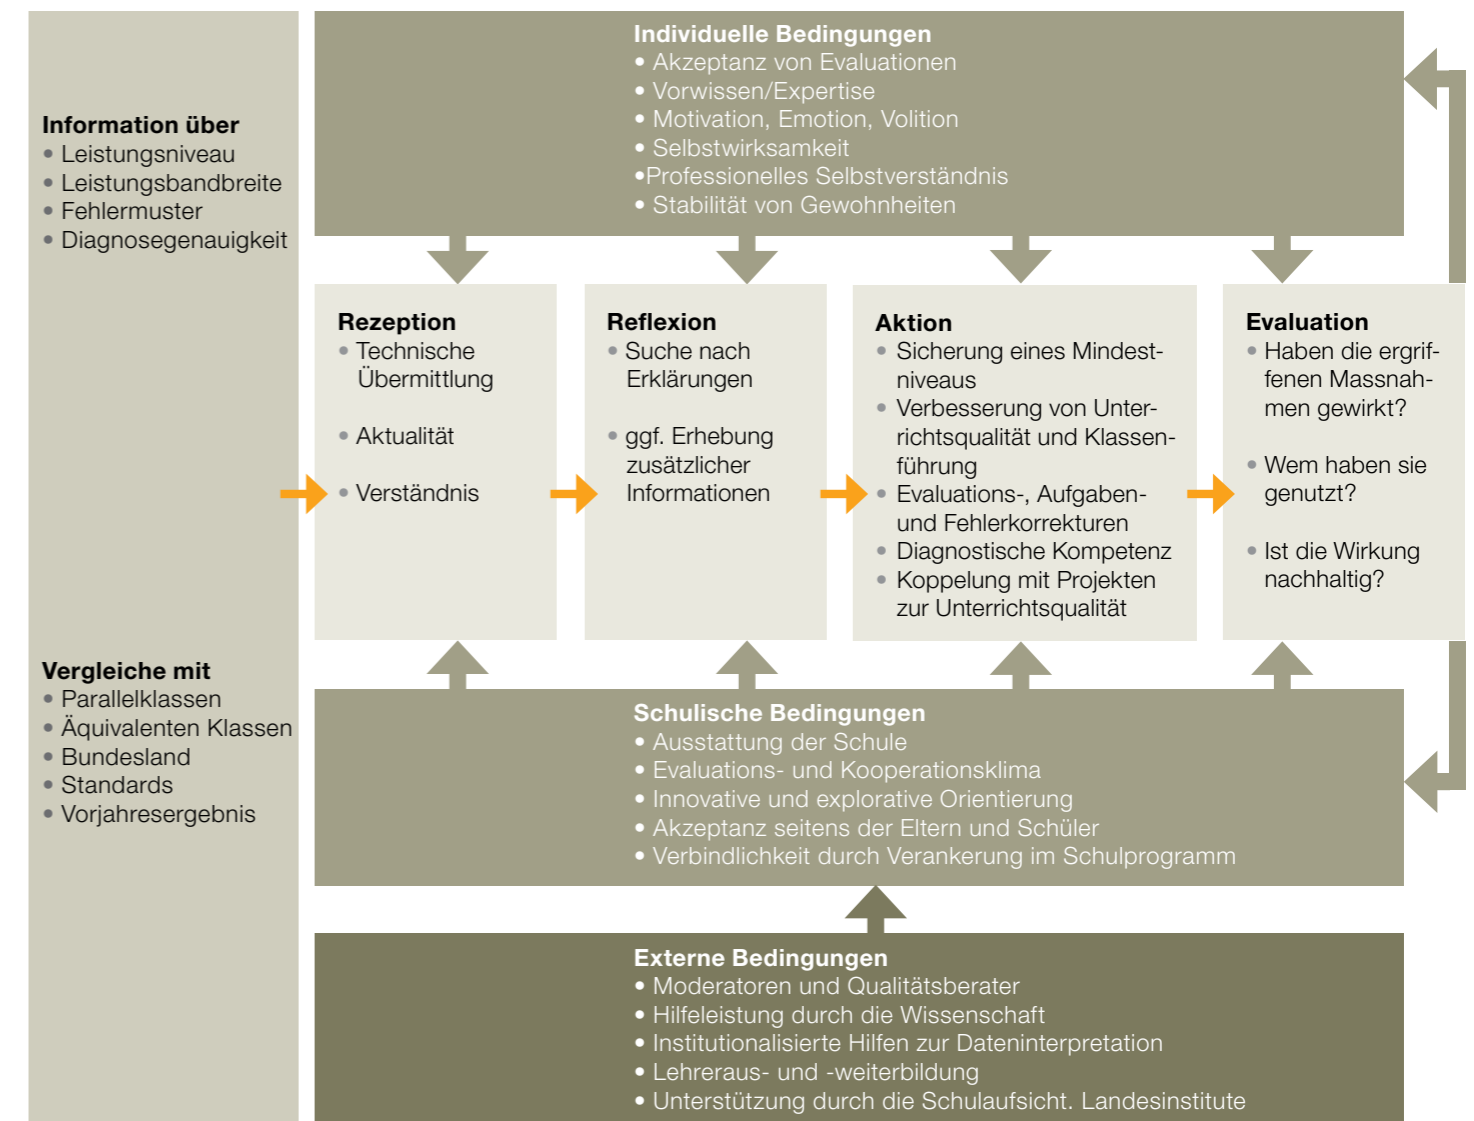 Information über
• Leistungsniveau
• Leistungsbandbreite
• Fehlermuster
• Diagnosegenauigkeit
Vergleiche mit
• Parallelklassen
• Äquivalenten Klassen
• Bundesland
• Standards
• Vorjahresergebnis
Individuelle Bedingungen
• Akzeptanz von Evaluationen
• Vorwissen/Expertise
• Motivation, Emotion, Volition
• Selbstwirksamkeit
•Professionelles Selbstverständnis
• Stabilität von Gewohnheiten
Rezeption
• Technische
Übermittlung
• Aktualität
• Verständnis
Reflexion
• Suche nach
Erklärungen
• ggf. Erhebung
zusätzlicher
Informationen
Aktion
• Sicherung eines Mindest-
niveaus
• Verbesserung von Unter-
richtsqualität und Klassen-
führung
• Evaluations-, Aufgaben-
und Fehlerkorrekturen
• Diagnostische Kompetenz
• Koppelung mit Projekten
zur Unterrichtsqualität
Evaluation
• Haben die ergrif-
fenen Massnah-
men gewirkt?
• Wem haben sie
genutzt?
• Ist die Wirkung
nachhaltig?
Schulische Bedingungen
• Ausstattung der Schule
• Evaluations- und Kooperationsklima
• Innovative und explorative Orientierung
• Akzeptanz seitens der Eltern und Schüler
• Verbindlichkeit durch Verankerung im Schulprogramm
Externe Bedingungen
• Moderatoren und Qualitätsberater
• Hilfeleistung durch die Wissenschaft
• Institutionalisierte Hilfen zur Dateninterpretation
• Lehreraus- und -weiterbildung
• Unterstützung durch die Schulaufsicht. Landesinstitute